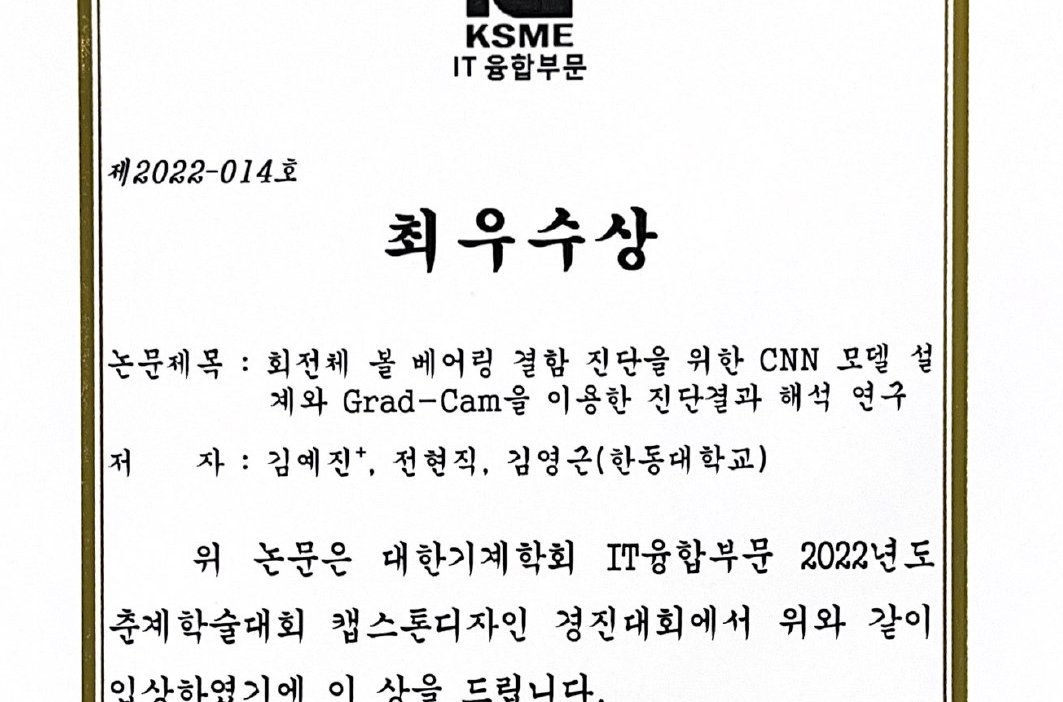 KSME
IT 융합부문
제2022-014호
최우수상
논문제목 : 회전체 볼 베어링 결함 진단을 위한 CNN 모델 설
계와 Grad-Cam을 이용한 진단결과 해석 연구
저 자 : 김예진⁺, 전현직, 김영근(한동대학교)
위 논문은 대한기계학회 IT융합부문 2022년도
춘계학술대회 캡스톤디자인 경진대회에서 위와 같이
입상하였기에 이 상을 드립니다.